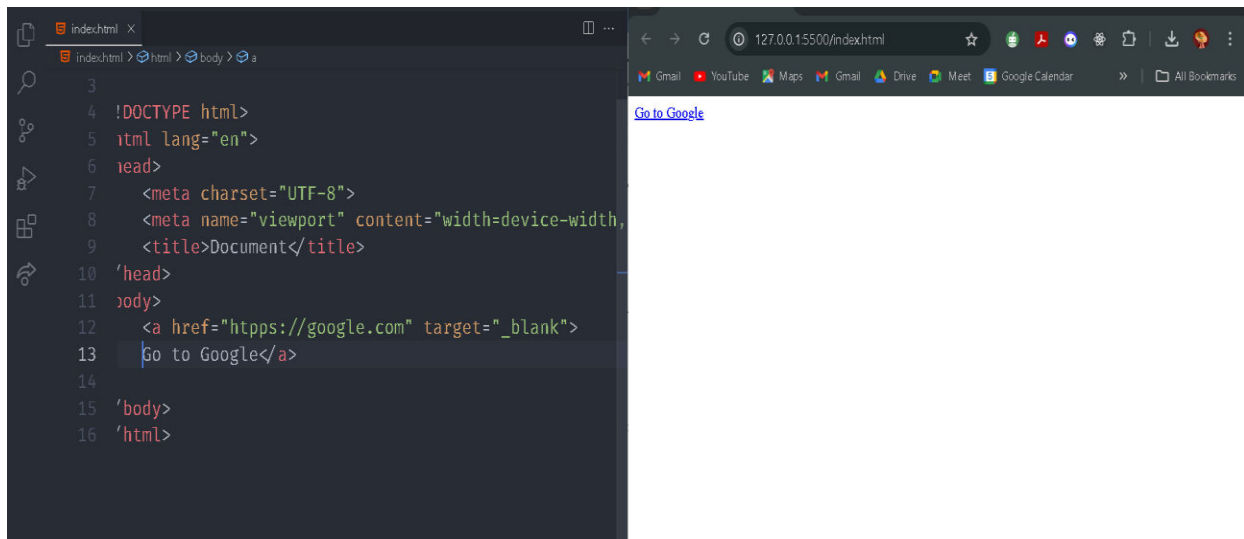 index.html
index.html > html > body > a
3
4 !DOCTYPE html>
5 html lang="en">
6 head>
7 <meta charset="UTF-8">
8 <meta name="viewport" content="width=device-width,
9 <title>Document</title>
10 /head>
11 body>
12 <a href="htpps://google.com" target="_blank">
13 Go to Google</a>
14
15 /body>
16 /html>
127.0.0.1:5500/index.html
Gmail YouTube Maps Gmail Drive Meet Google Calendar » All Bookmarks
Go to Google